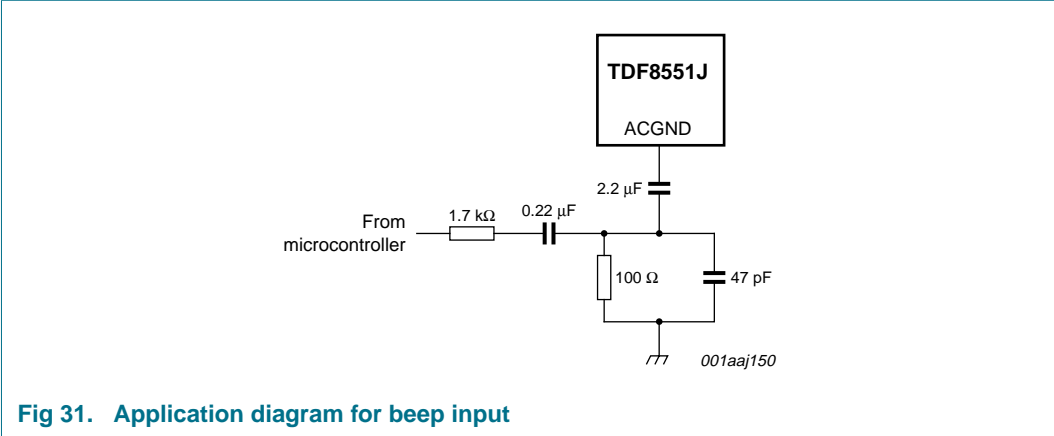 TDF8551J
ACGND
2.2 μF
From
microcontroller
1.7 kΩ
0.22 μF
100 Ω
47 pF
001aaj150
Fig 31. Application diagram for beep input